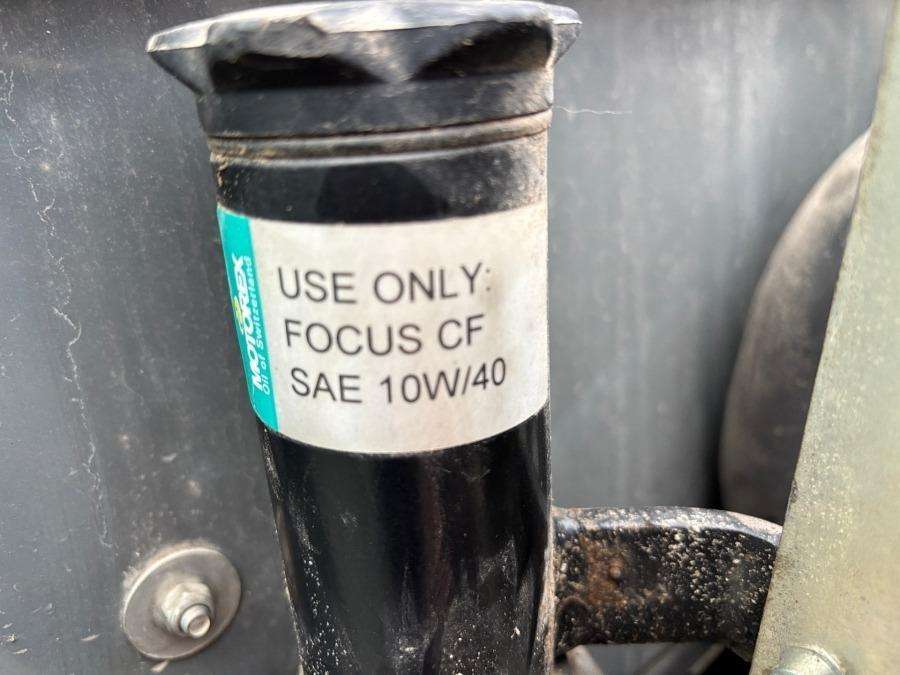 MOTOREX
Oil of Switzerland
USE ONLY:
FOCUS CF
SAE 10W/40